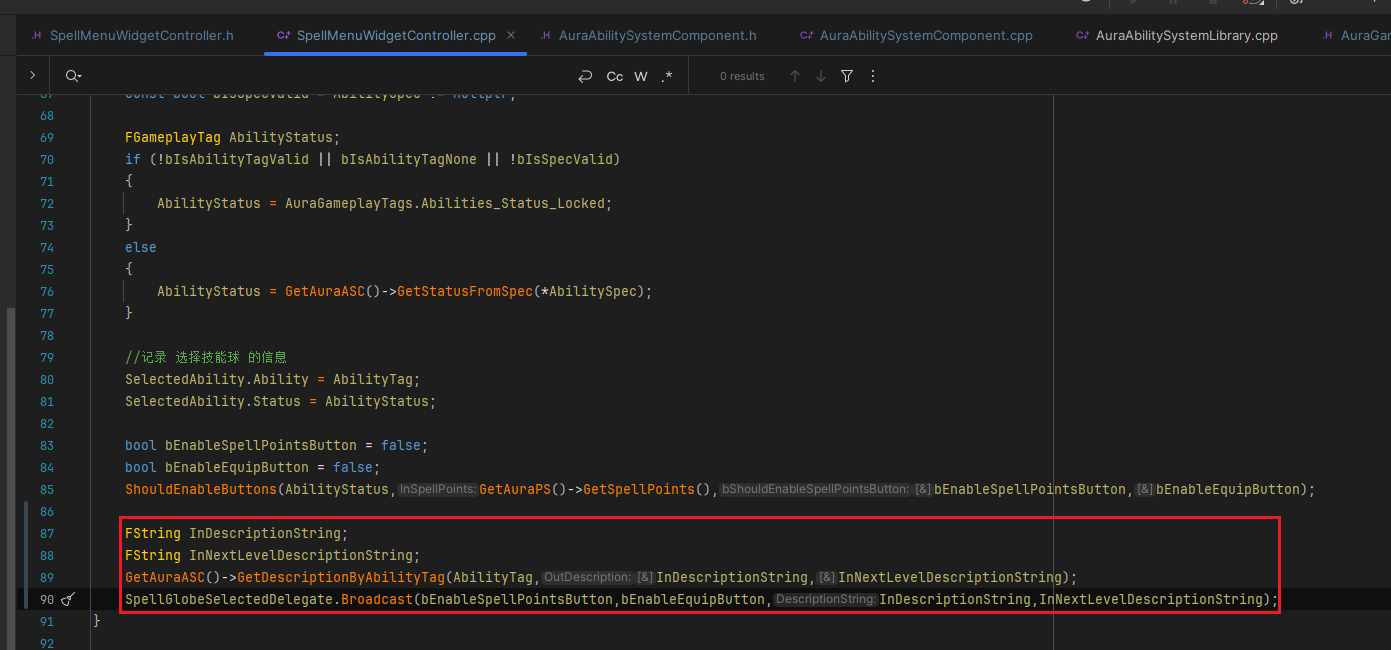 SpellMenuWidgetController.h
SpellMenuWidgetController.cpp
AuraAbilitySystemComponent.h
AuraAbilitySystemComponent.cpp
AuraAbilitySystemLibrary.cpp
Cc W .* 0 results
67 const bool bIsSpecValid = AbilitySpec != nullptr;
68
69 FGameplayTag AbilityStatus;
70 if (!bIsAbilityTagValid || bIsAbilityTagNone || !bIsSpecValid)
71 {
72 AbilityStatus = AuraGameplayTags.Abilities_Status_Locked;
73 }
74 else
75 {
76 AbilityStatus = GetAuraASC()->GetStatusFromSpec(*AbilitySpec);
77 }
78
79 //记录 选择技能球 的信息
80 SelectedAbility.Ability = AbilityTag;
81 SelectedAbility.Status = AbilityStatus;
82
83 bool bEnableSpellPointsButton = false;
84 bool bEnableEquipButton = false;
85 ShouldEnableButtons(AbilityStatus,InSpellPoints:GetAuraPS()->GetSpellPoints(),bShouldEnableSpellPointsButton:[&]bEnableSpellPointsButton,[&]bEnableEquipButton);
86
87 FString InDescriptionString;
88 FString InNextLevelDescriptionString;
89 GetAuraASC()->GetDescriptionByAbilityTag(AbilityTag,OutDescription:[&]InDescriptionString,[&]InNextLevelDescriptionString);
90 SpellGlobeSelectedDelegate.Broadcast(bEnableSpellPointsButton,bEnableEquipButton,DescriptionString:InDescriptionString,InNextLevelDescriptionString);
91 }
92